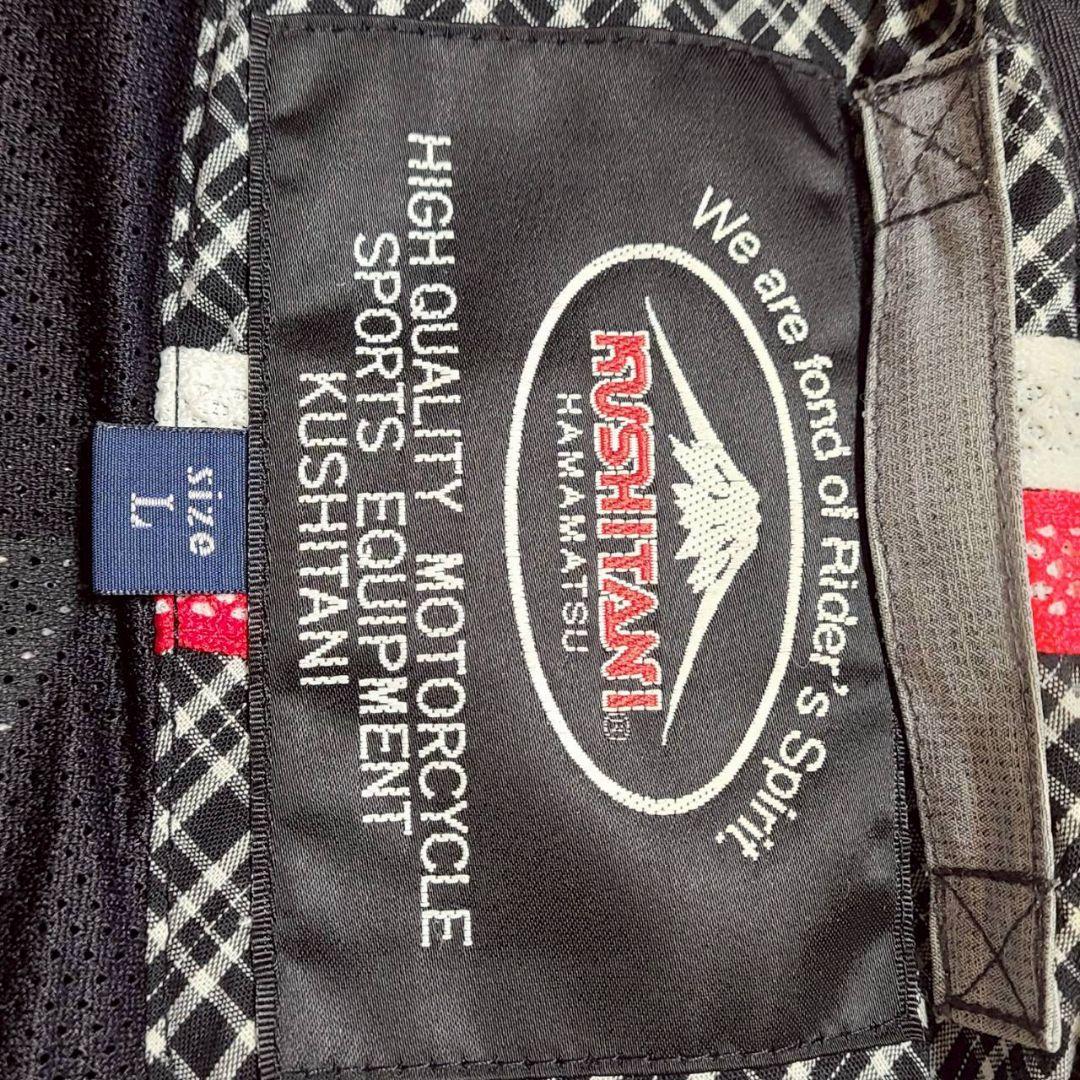 We are fond of Rider's Spirit.
KUSHITANI
HAMAMATSU
HIGH QUALITY MOTORCYCLE
SPORTS EQUIPMENT
KUSHITANI
size
L